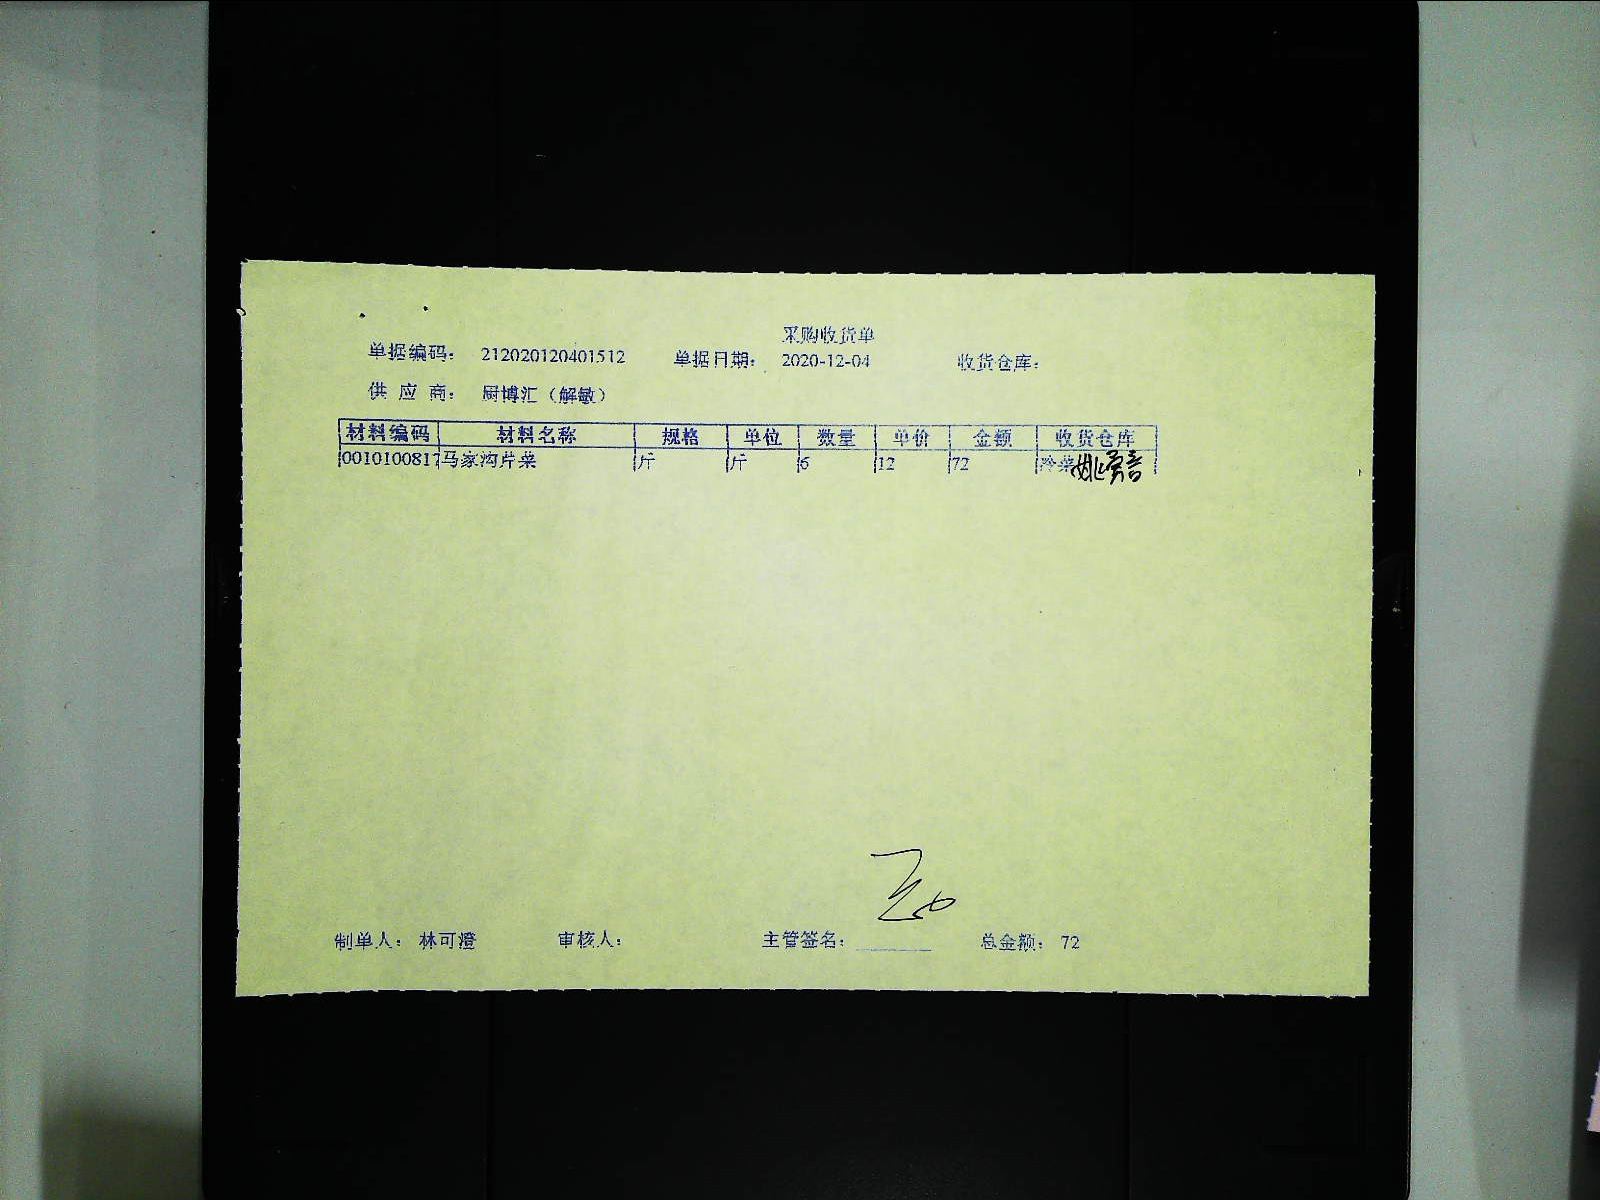 采购收货单
单据编码: 212020120401512 单据日期: 2020-12-04 收货仓库:
供应商: 厨博汇（解敏）
材料编码 材料名称 规格 单位 数量 单价 金额 收货仓库
0010100817 马家沟芹菜 斤 斤 6 12 72 冷菜
制单人: 林可澄 审核人: 主管签名: 总金额: 72